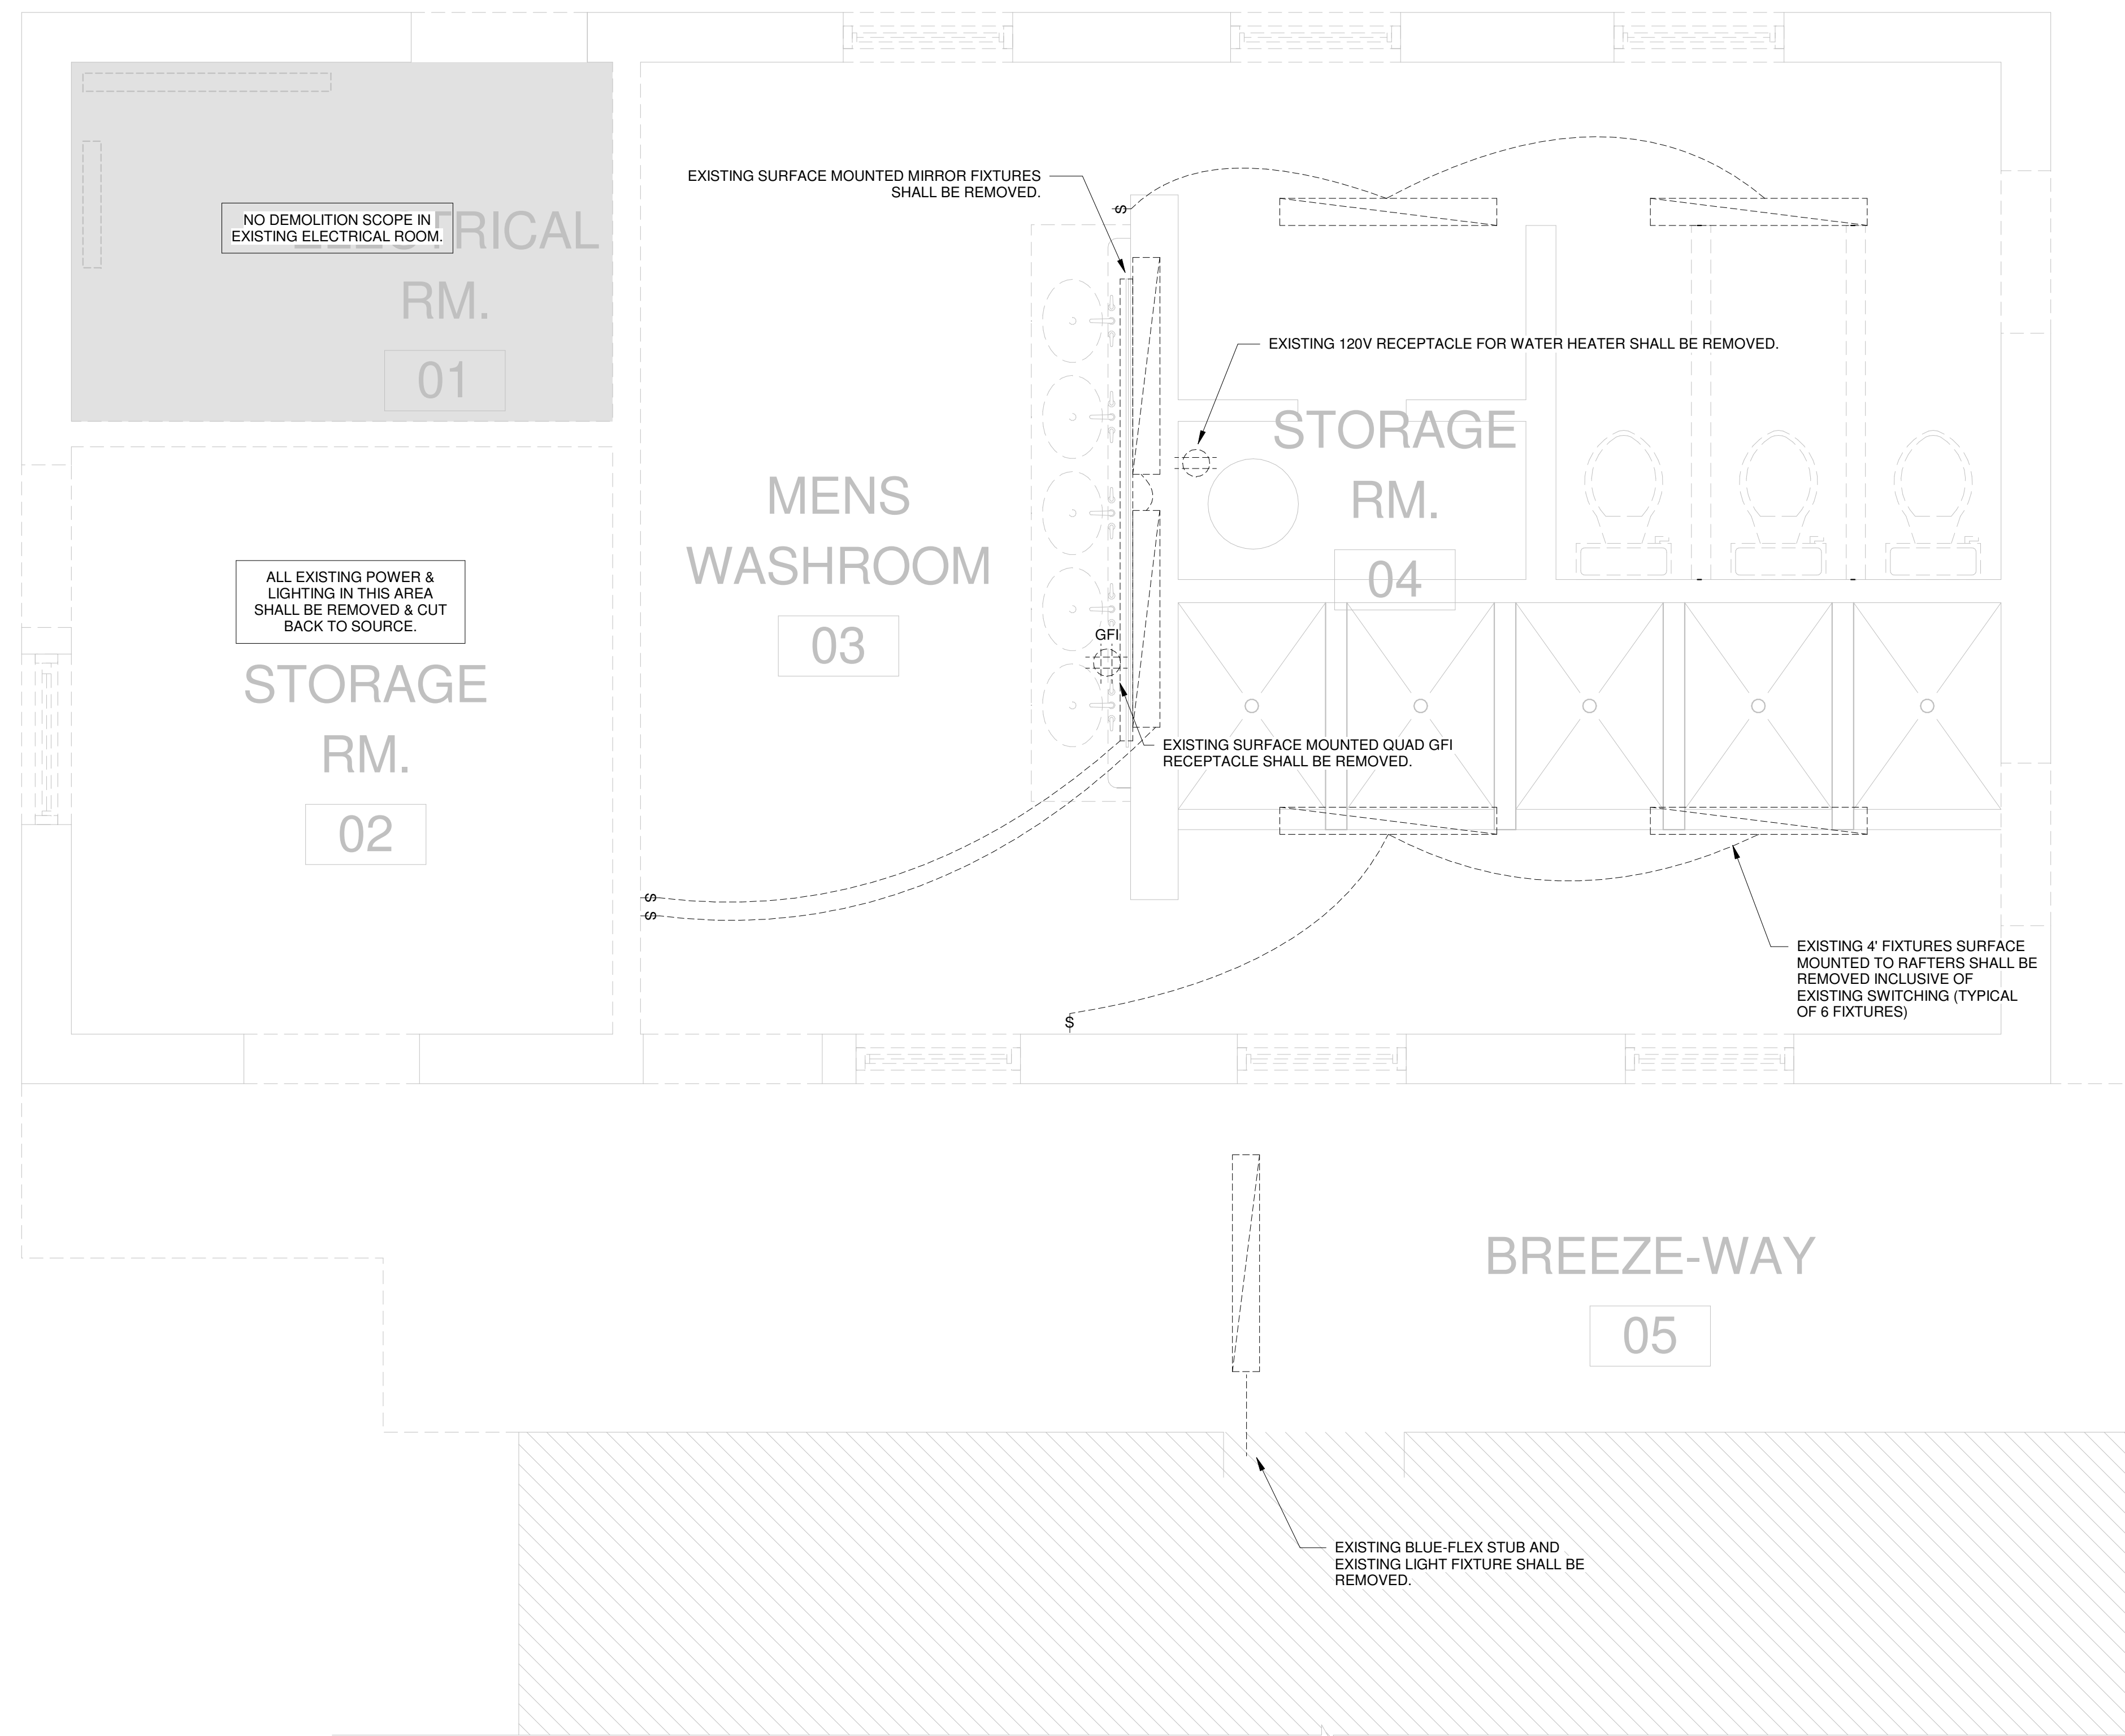 EXISTING SURFACE MOUNTED MIRROR FIXTURES
SHALL BE REMOVED.
$
NO DEMOLITION SCOPE IN
EXISTING ELECTRICAL ROOM.
ELECTRICAL
RM.
01
EXISTING 120V RECEPTACLE FOR WATER HEATER SHALL BE REMOVED.
STORAGE
RM.
04
MENS
WASHROOM
03
ALL EXISTING POWER &
LIGHTING IN THIS AREA
SHALL BE REMOVED & CUT
BACK TO SOURCE.
STORAGE
RM.
02
GFI
EXISTING SURFACE MOUNTED QUAD GFI
RECEPTACLE SHALL BE REMOVED.
$
$
EXISTING 4' FIXTURES SURFACE
MOUNTED TO RAFTERS SHALL BE
REMOVED INCLUSIVE OF
EXISTING SWITCHING (TYPICAL
OF 6 FIXTURES)
$
BREEZE-WAY
05
EXISTING BLUE-FLEX STUB AND
EXISTING LIGHT FIXTURE SHALL BE
REMOVED.